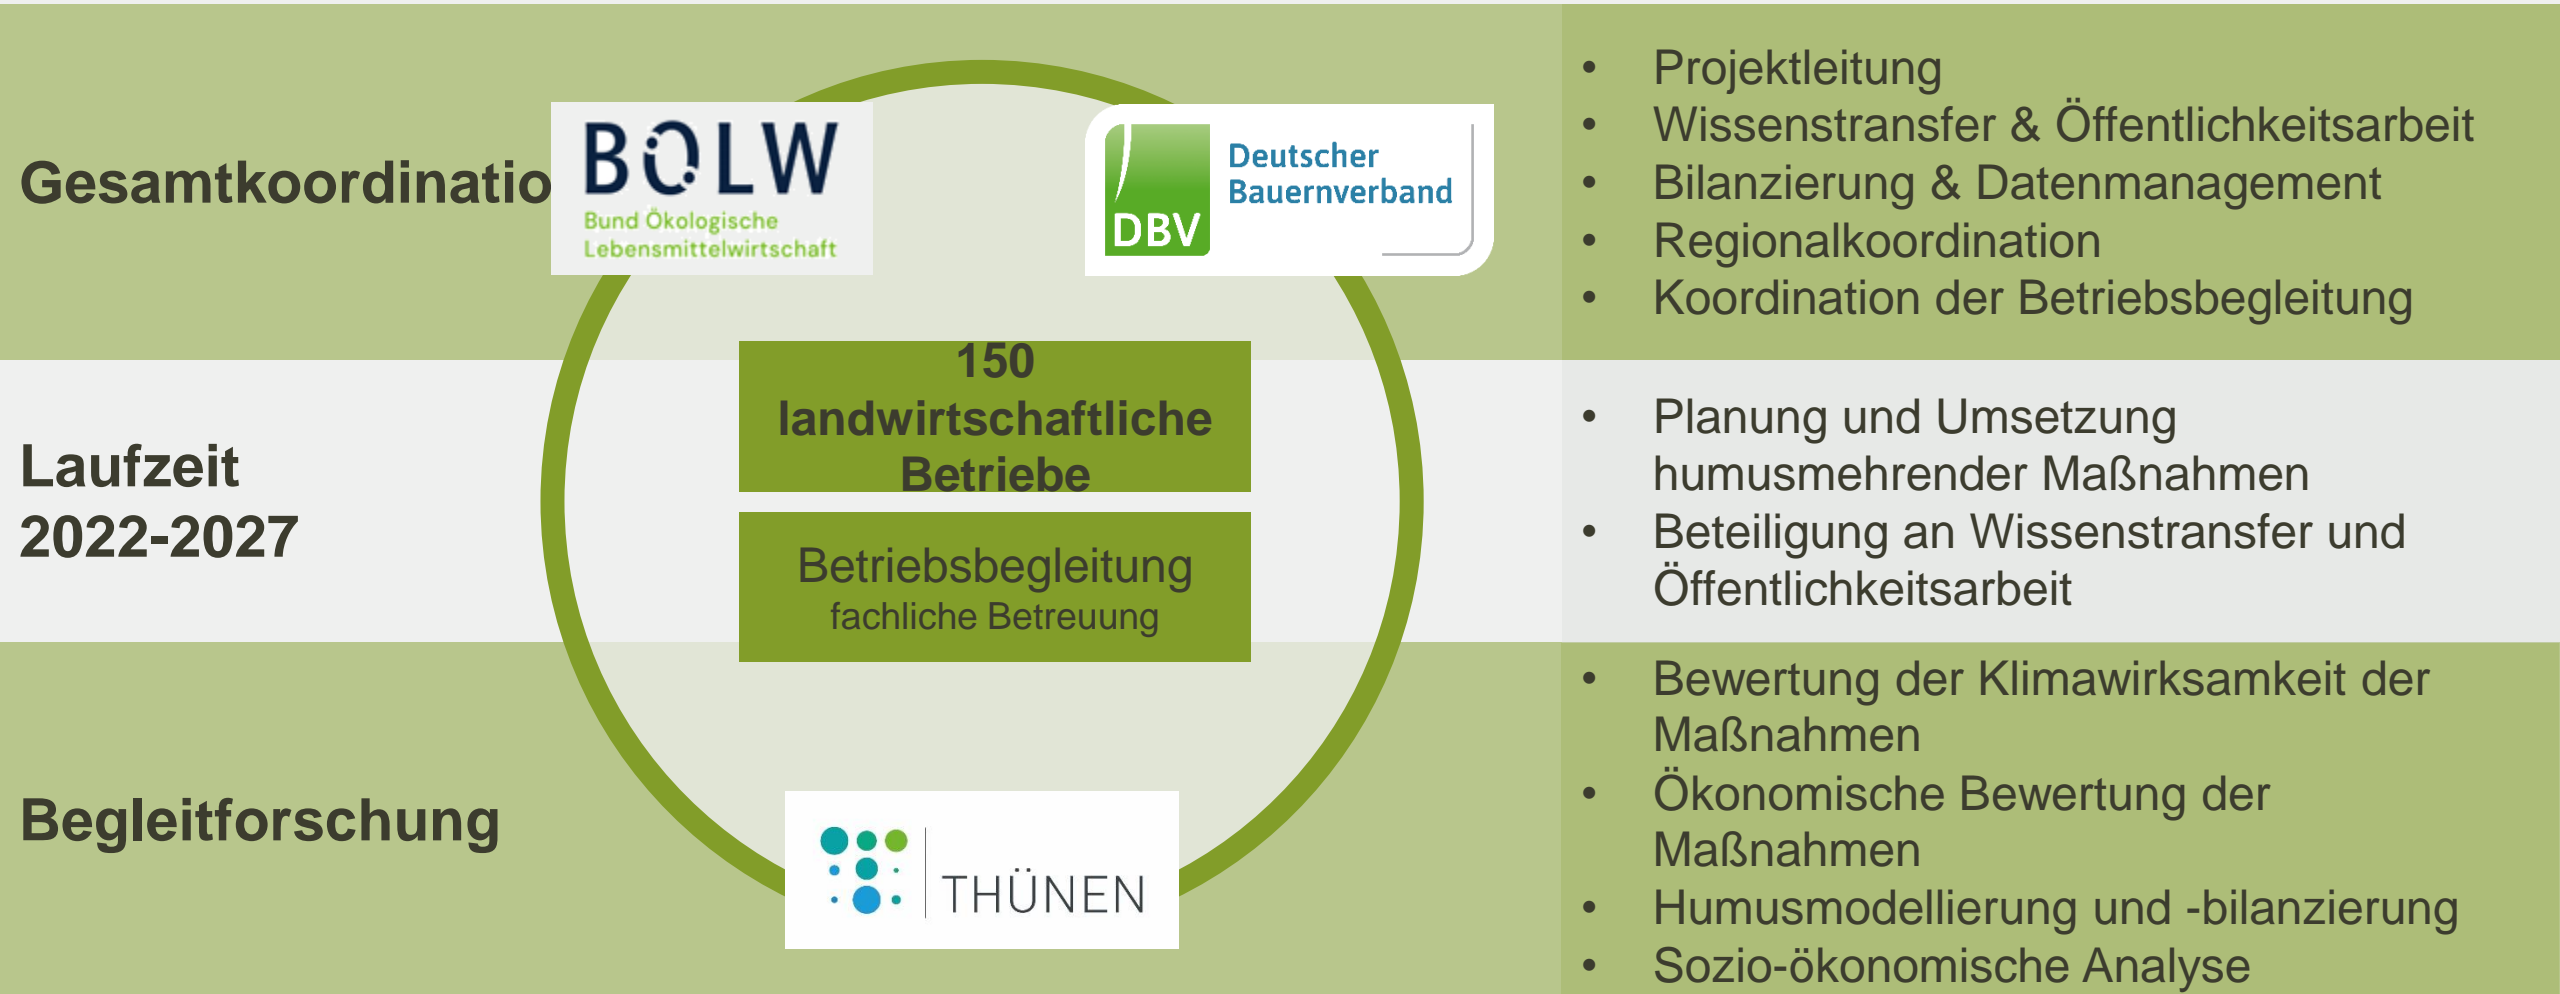 Gesamtkoordinatio
BÖLW
Bund Ökologische
Lebensmittelwirtschaft
DBV
Deutscher
Bauernverband
• Projektleitung
• Wissenstransfer & Öffentlichkeitsarbeit
• Bilanzierung & Datenmanagement
• Regionalkoordination
• Koordination der Betriebsbegleitung
Laufzeit
2022-2027
150
landwirtschaftliche
Betriebe
Betriebsbegleitung
fachliche Betreuung
• Planung und Umsetzung
humusmehrender Maßnahmen
• Beteiligung an Wissenstransfer und
Öffentlichkeitsarbeit
Begleitforschung
THÜNEN
• Bewertung der Klimawirksamkeit der
Maßnahmen
• Ökonomische Bewertung der
Maßnahmen
• Humusmodellierung und -bilanzierung
• Sozio-ökonomische Analyse